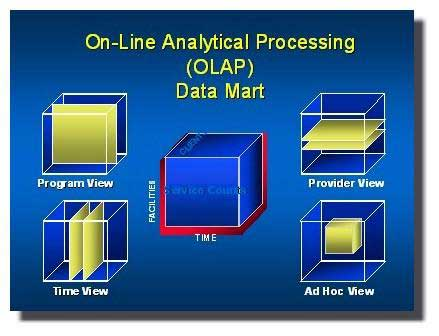 On-Line Analytical Processing
(OLAP)
Data Mart
Program View
Provider View
FACILITIES
Service Counts
TIME
Time View
Ad Hoc View